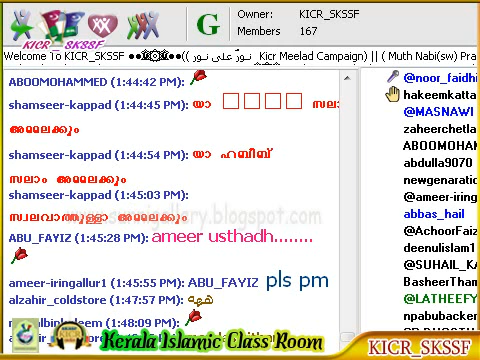 Owner: KICR_SKSSF
G
Members 167
KICR_SKSSF
Welcome To KICR_SKSSF نورٌ على نور)) Kicr Meelad Campaign) || ( Muth Nabi(sw) Pra
ABOOMOHAMMED (1:44:42 PM):
shamseer-kappad (1:44:45 PM): യാ □□□□ സലാം
അലൈക്കും
shamseer-kappad (1:44:54 PM): യാ ഹബീബ്
സലാം അലൈക്കും
shamseer-kappad (1:45:03 PM):
സ്വലവാത്തുള്ളാ അലൈക്കും
ABU_FAYIZ (1:45:28 PM): ameer usthadh........
ameer-iringallur1 (1:45:55 PM): ABU_FAYIZ pls pm
alzahir_coldstore (1:47:57 PM): ههه
(1:48:09 PM):
@noor_faidhi
hakeemkatta
@MASNAWI
zaheerchetla
ABOOMOHAM
abdulla9070
newgenaration
@ameer-iring
abbas_hail
@AchoorFaiz
deenulislam1
@SUHAIL_KA
BasheerTham
@LATHEEFY
npabubacker
Kerala Islamic Class Room
KICR_SKSSF